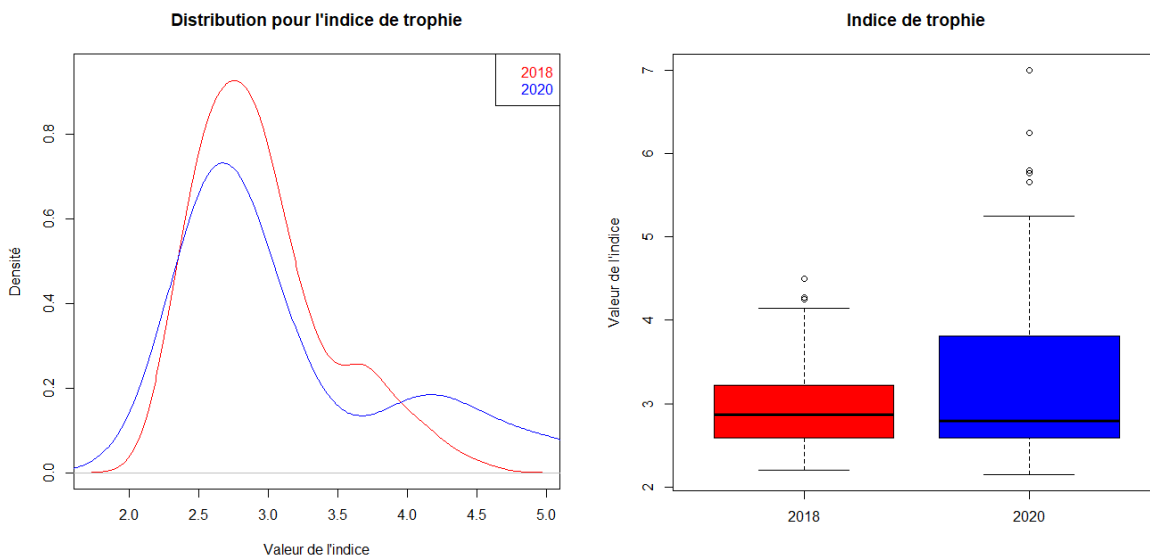 Distribution pour l'indice de trophie
2018
2020
Densité
0.8
0.6
0.4
0.2
0.0
2.0 2.5 3.0 3.5 4.0 4.5 5.0
Valeur de l'indice
Indice de trophie
Valeur de l'indice
7
6
5
4
3
2
2018 2020